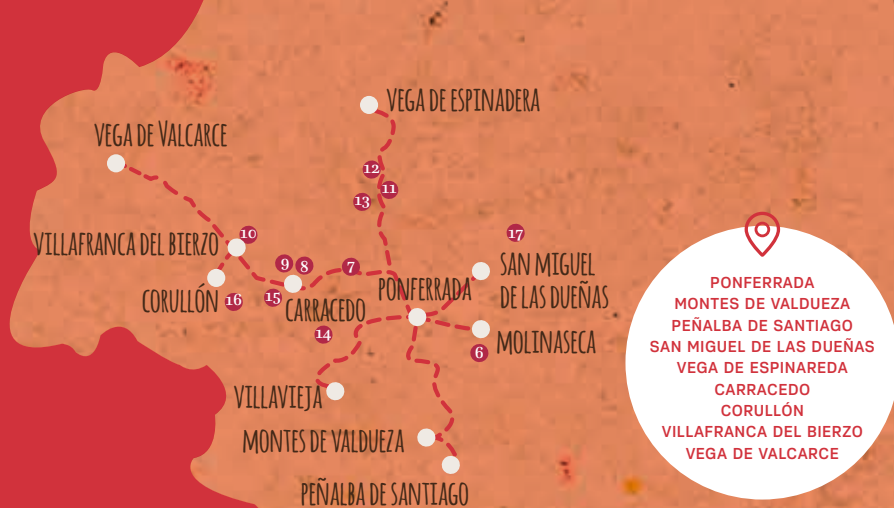 VEGA DE ESPINADERA
VEGA DE VALCARCE
12
11
13
17
10
VILLAFRANCA DEL BIERZO
9
8
7
SAN MIGUEL
DE LAS DUEÑAS
PONFERRADA
CORULLÓN
16
15
CARRACEDO
14
MOLINASECA
6
VILLAVIEJA
MONTES DE VALDUEZA
PEÑALBA DE SANTIAGO
PONFERRADA
MONTES DE VALDUEZA
PEÑALBA DE SANTIAGO
SAN MIGUEL DE LAS DUEÑAS
VEGA DE ESPINAREDA
CARRACEDO
CORULLÓN
VILLAFRANCA DEL BIERZO
VEGA DE VALCARCE